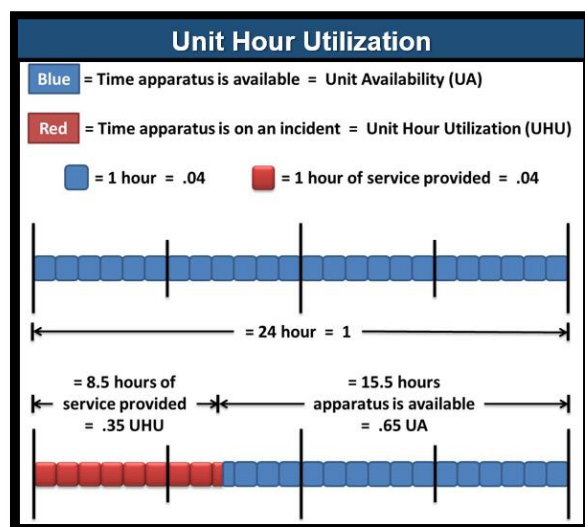 Unit Hour Utilization
Blue = Time apparatus is available = Unit Availability (UA)
Red = Time apparatus is on an incident = Unit Hour Utilization (UHU)
= 1 hour = .04 = 1 hour of service provided = .04
= 24 hour = 1
= 8.5 hours of
service provided
= .35 UHU
= 15.5 hours
apparatus is available
= .65 UA